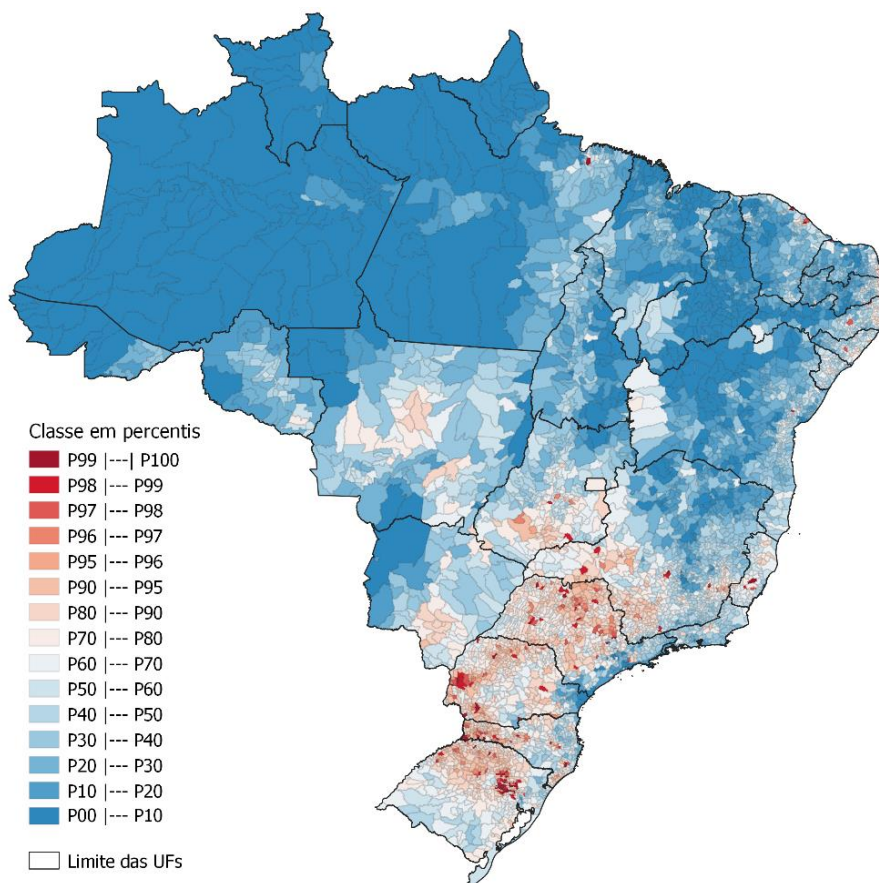 Classe em percentis
P99 |---| P100
P98 |--- P99
P97 |--- P98
P96 |--- P97
P95 |--- P96
P90 |--- P95
P80 |--- P90
P70 |--- P80
P60 |--- P70
P50 |--- P60
P40 |--- P50
P30 |--- P40
P20 |--- P30
P10 |--- P20
P00 |--- P10
Limite das UFs